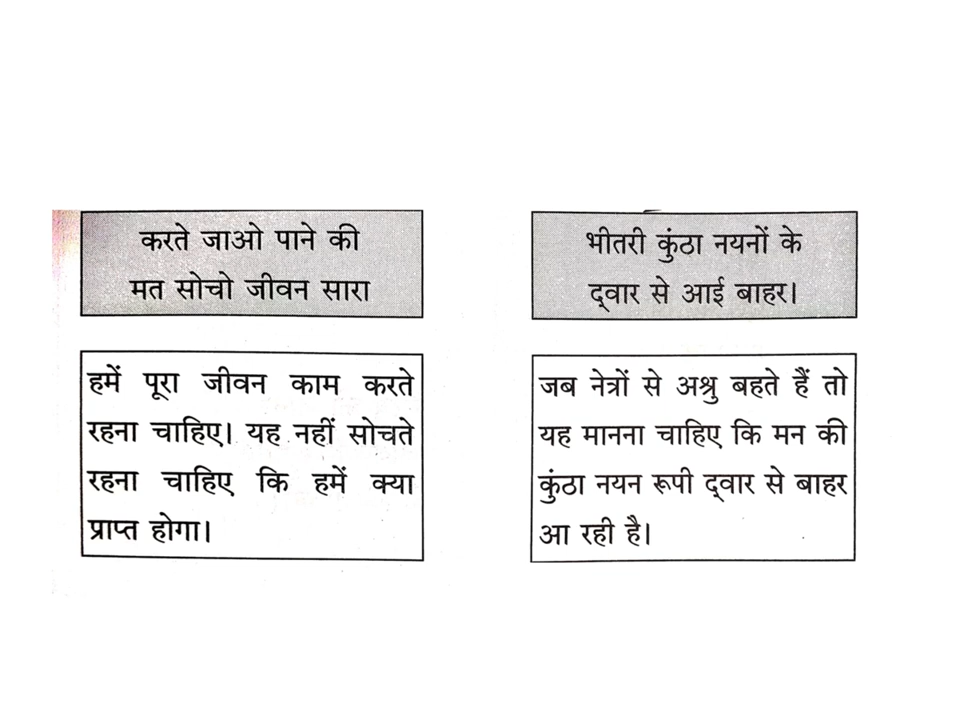 करते जाओ पाने की
मत सोचो जीवन सारा
हमें पूरा जीवन काम करते
रहना चाहिए। यह नहीं सोचते
रहना चाहिए कि हमें क्या
प्राप्त होगा।
भीतरी कुंठा नयनों के
द्‌वार से आई बाहर।
जब नेत्रों से अश्रु बहते हैं तो
यह मानना चाहिए कि मन की
कुंठा नयन रूपी द्‌वार से बाहर
आ रही है।